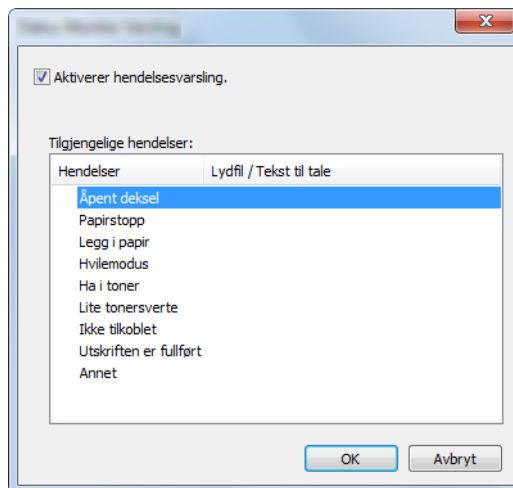 Aktiverer hendelsesvarsling.
Tilgjengelige hendelser:
Hendelser Lydfil / Tekst til tale
Åpent deksel
Papirstopp
Legg i papir
Hvilemodus
Ha i toner
Lite tonersverte
Ikke tilkoblet
Utskriften er fullført
Annet
OK Avbryt